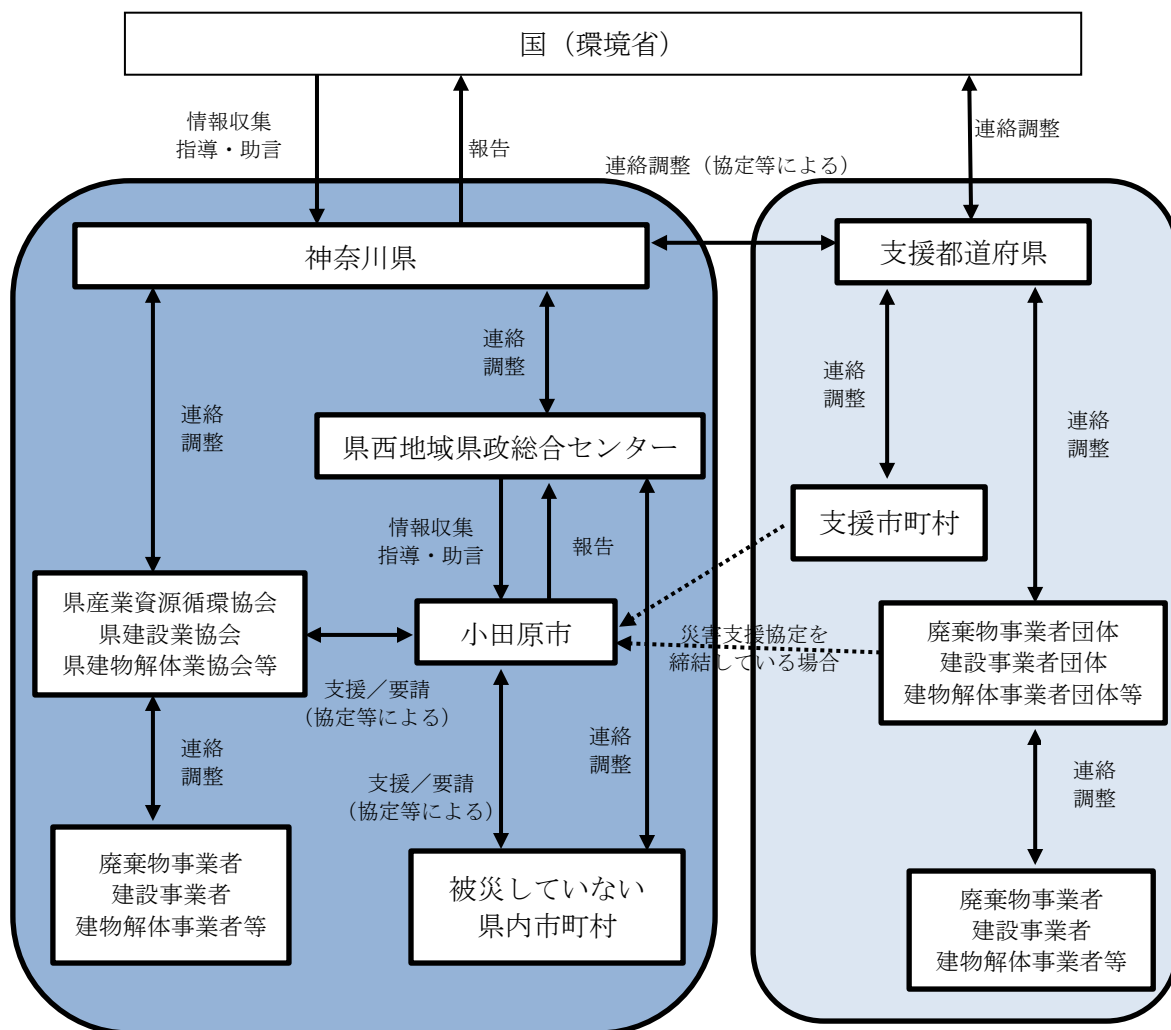 国（環境省）
情報収集
指導・助言
報告
連絡調整（協定等による）
連絡調整
神奈川県
支援都道府県
連絡
調整
連絡
調整
連絡
調整
連絡
調整
県西地域県政総合センター
支援市町村
情報収集
指導・助言
報告
県産業資源循環協会
県建設業協会
県建物解体業協会等
小田原市
災害支援協定を
締結している場合
廃棄物事業者団体
建設事業者団体
建物解体事業者団体等
支援／要請
（協定等による）
連絡
調整
支援／要請
（協定等による）
連絡
調整
連絡
調整
廃棄物事業者
建設事業者
建物解体事業者等
被災していない
県内市町村
廃棄物事業者
建設事業者
建物解体事業者等